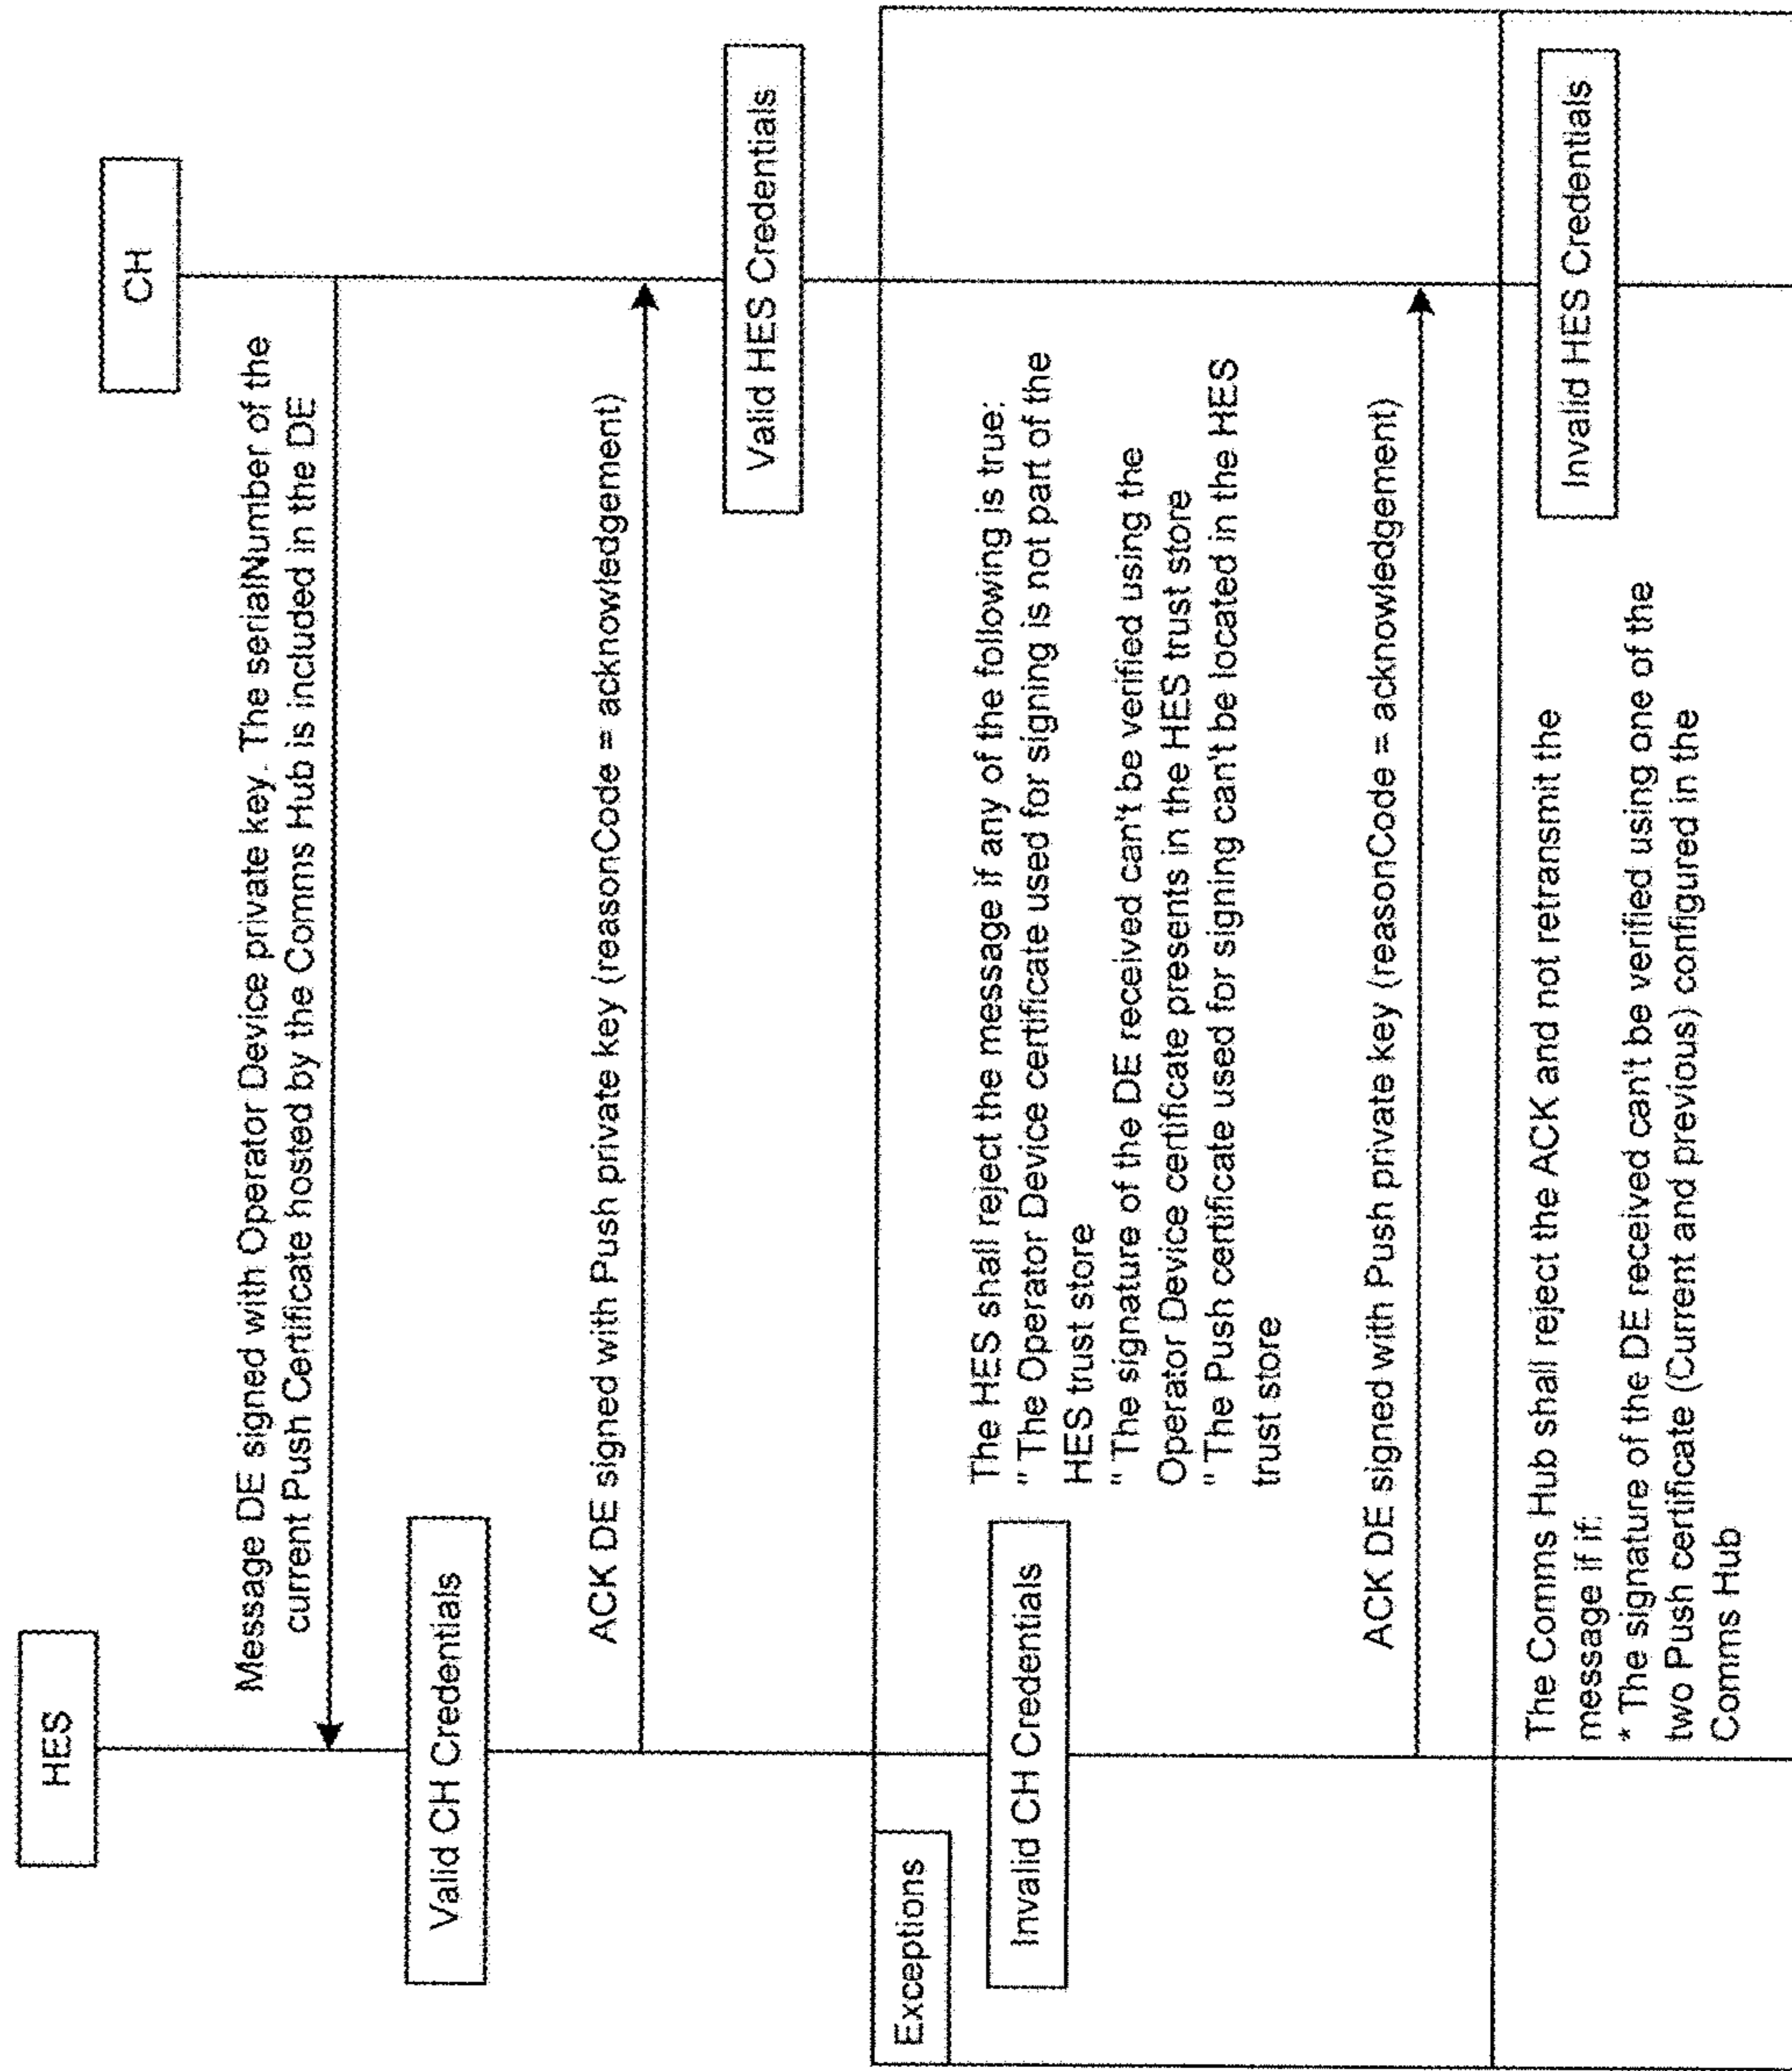 HES
CH
Message DE signed with Operator Device private key. The serialNumber of the
current Push Certificate hosted by the Comms Hub is included in the DE
Valid CH Credentials
ACK DE signed with Push private key (reasonCode = acknowledgement)
Valid HES Credentials
Exceptions
The HES shall reject the message if any of the following is true:
" The Operator Device certificate used for signing is not part of the
HES trust store
" The signature of the DE received can't be verified using the
Operator Device certificate presents in the HES trust store
" The Push certificate used for signing can't be located in the HES
trust store
Invalid CH Credentials
ACK DE signed with Push private key (reasonCode = acknowledgement)
Invalid HES Credentials
The Comms Hub shall reject the ACK and not retransmit the
message if if:
* The signature of the DE received can't be verified using one of the
two Push certificate (Current and previous) configured in the
Comms Hub